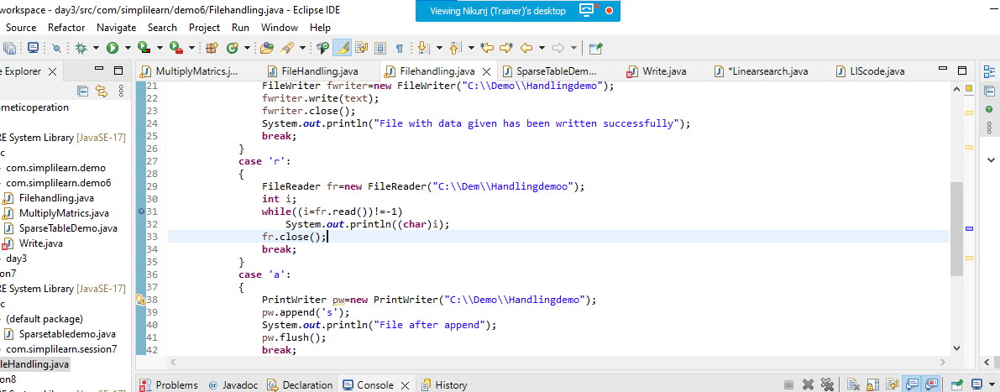 workspace - day3/src/com/simplilearn/demo6/Filehandling.java - Eclipse IDE
Viewing Nikunj (Trainer)'s desktop
Source Refactor Navigate Search Project Run Window Help
e Explorer
MultiplyMatrics.j...
FileHandling.java
Filehandling.java
SparseTableDem...
Write.java
*Linearsearch.java
LIScode.java
ameticoperation
RE System Library [JavaSE-17]
rc
com.simplilearn.demo
com.simplilearn.demo6
Filehandling.java
MultiplyMatrics.java
SparseTableDemo.java
Write.java
day3
on7
RE System Library [JavaSE-17]
rc
(default package)
Sparsetabledemo.java
com.simplilearn.session7
leHandling.java
on8
21 FileWriter fwriter=new FileWriter("C:\\Demo\\Handlingdemo");
22 fwriter.write(text);
23 fwriter.close();
24 System.out.println("File with data given has been written successfully");
25 break;
26 }
27 case 'r':
28 {
29 FileReader fr=new FileReader("C:\\Dem\\Handlingdemoo");
30 int i;
31 while((i=fr.read())!=-1)
32 System.out.println((char)i);
33 fr.close();
34 break;
35 }
36 case 'a':
37 {
38 PrintWriter pw=new PrintWriter("C:\\Demo\\Handlingdemo");
39 pw.append('s');
40 System.out.println("File after append");
41 pw.flush();
42 break;
Problems Javadoc Declaration Console History